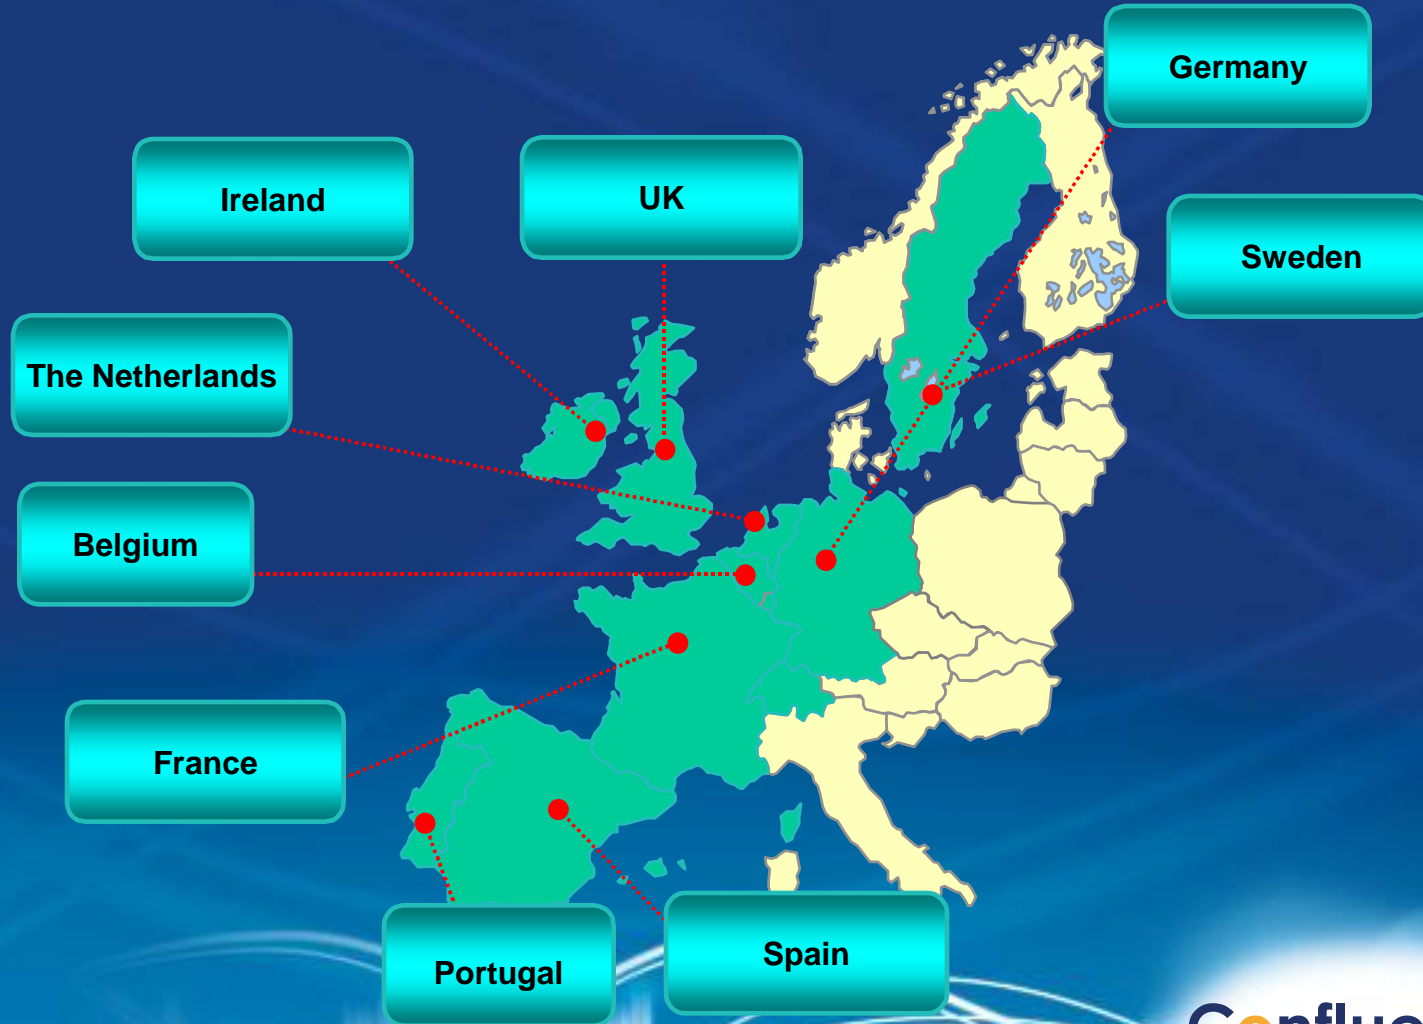 Germany
Ireland
UK
Sweden
The Netherlands
Belgium
France
Spain
Portugal